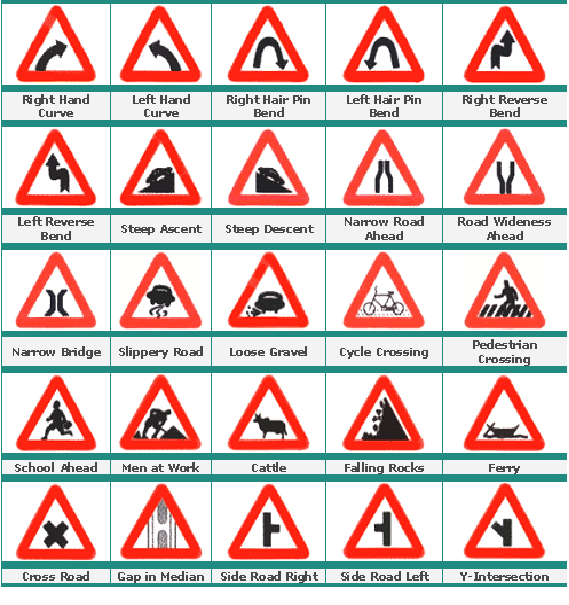 Right Hand Curve
Left Hand Curve
Right Hair Pin Bend
Left Hair Pin Bend
Right Reverse Bend
Left Reverse Bend
Steep Ascent
Steep Descent
Narrow Road Ahead
Road Wideness Ahead
Narrow Bridge
Slippery Road
Loose Gravel
Cycle Crossing
Pedestrian Crossing
School Ahead
Men at Work
Cattle
Falling Rocks
Ferry
Cross Road
Gap in Median
Side Road Right
Side Road Left
Y-Intersection